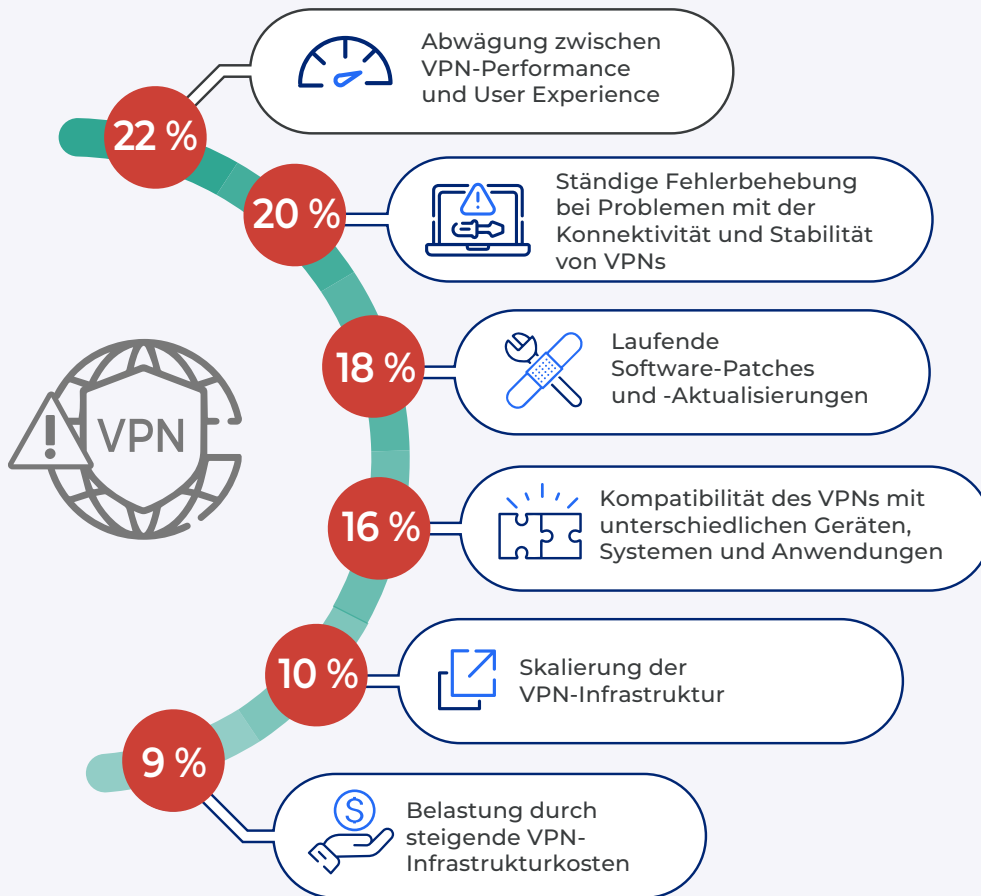 22 %
Abwägung zwischen
VPN-Performance
und User Experience
20 %
Ständige Fehlerbehebung
bei Problemen mit der
Konnektivität und Stabilität
von VPNs
18 %
Laufende
Software-Patches
und -Aktualisierungen
VPN
16 %
Kompatibilität des VPNs mit
unterschiedlichen Geräten,
Systemen und Anwendungen
10 %
Skalierung der
VPN-Infrastruktur
9 %
Belastung durch
steigende VPN-
Infrastrukturkosten